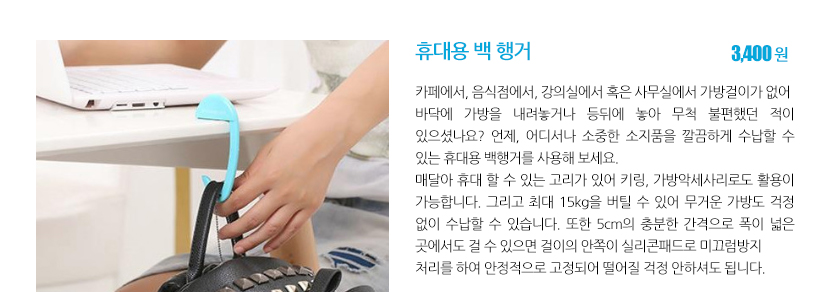 휴대용 백 행거
3,400 원
카페에서, 음식점에서, 강의실에서 혹은 사무실에서 가방걸이가 없어
바닥에 가방을 내려놓거나 등뒤에 놓아 무척 불편했던 적이
있으셨나요? 언제, 어디서나 소중한 소지품을 깔끔하게 수납할 수
있는 휴대용 백행거를 사용해 보세요.
매달아 휴대 할 수 있는 고리가 있어 키링, 가방악세사리로도 활용이
가능합니다. 그리고 최대 15kg을 버틸 수 있어 무거운 가방도 걱정
없이 수납할 수 있습니다. 또한 5cm의 충분한 간격으로 폭이 넓은
곳에서도 걸 수 있으면 걸이의 안쪽이 실리콘패드로 미끄럼방지
처리를 하여 안정적으로 고정되어 떨어질 걱정 안하셔도 됩니다.